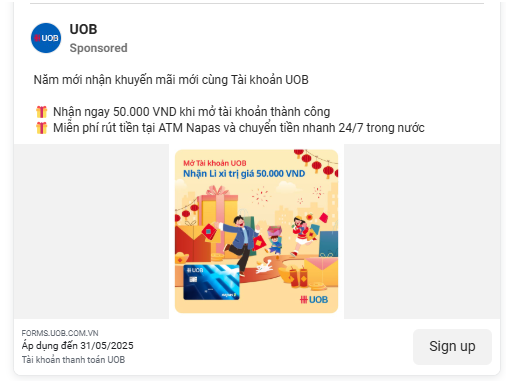 UOB
UOB
Sponsored
Năm mới nhận khuyến mãi mới cùng Tài khoản UOB
Nhận ngay 50.000 VND khi mở tài khoản thành công
Miễn phí rút tiền tại ATM Napas và chuyển tiền nhanh 24/7 trong nước
Mở Tài khoản UOB
Nhận Lì xì trị giá 50.000 VND
UOB
UOB
FORMS.UOB.COM.VN
Áp dụng đến 31/05/2025
Tài khoản thanh toán UOB
Sign up